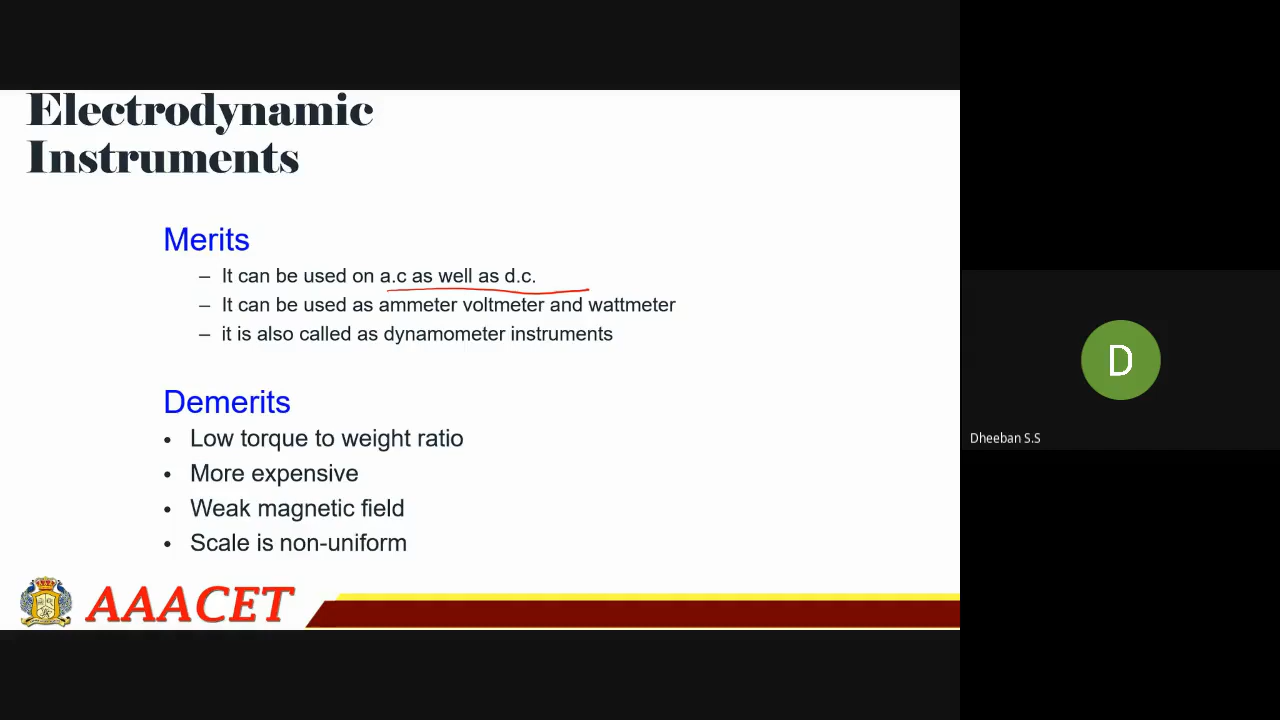 Electrodynamic
Instruments
Merits
– It can be used on a.c as well as d.c.
– It can be used as ammeter voltmeter and wattmeter
– it is also called as dynamometer instruments
Demerits
• Low torque to weight ratio
• More expensive
• Weak magnetic field
• Scale is non-uniform
AAACET
D
Dheeban S.S